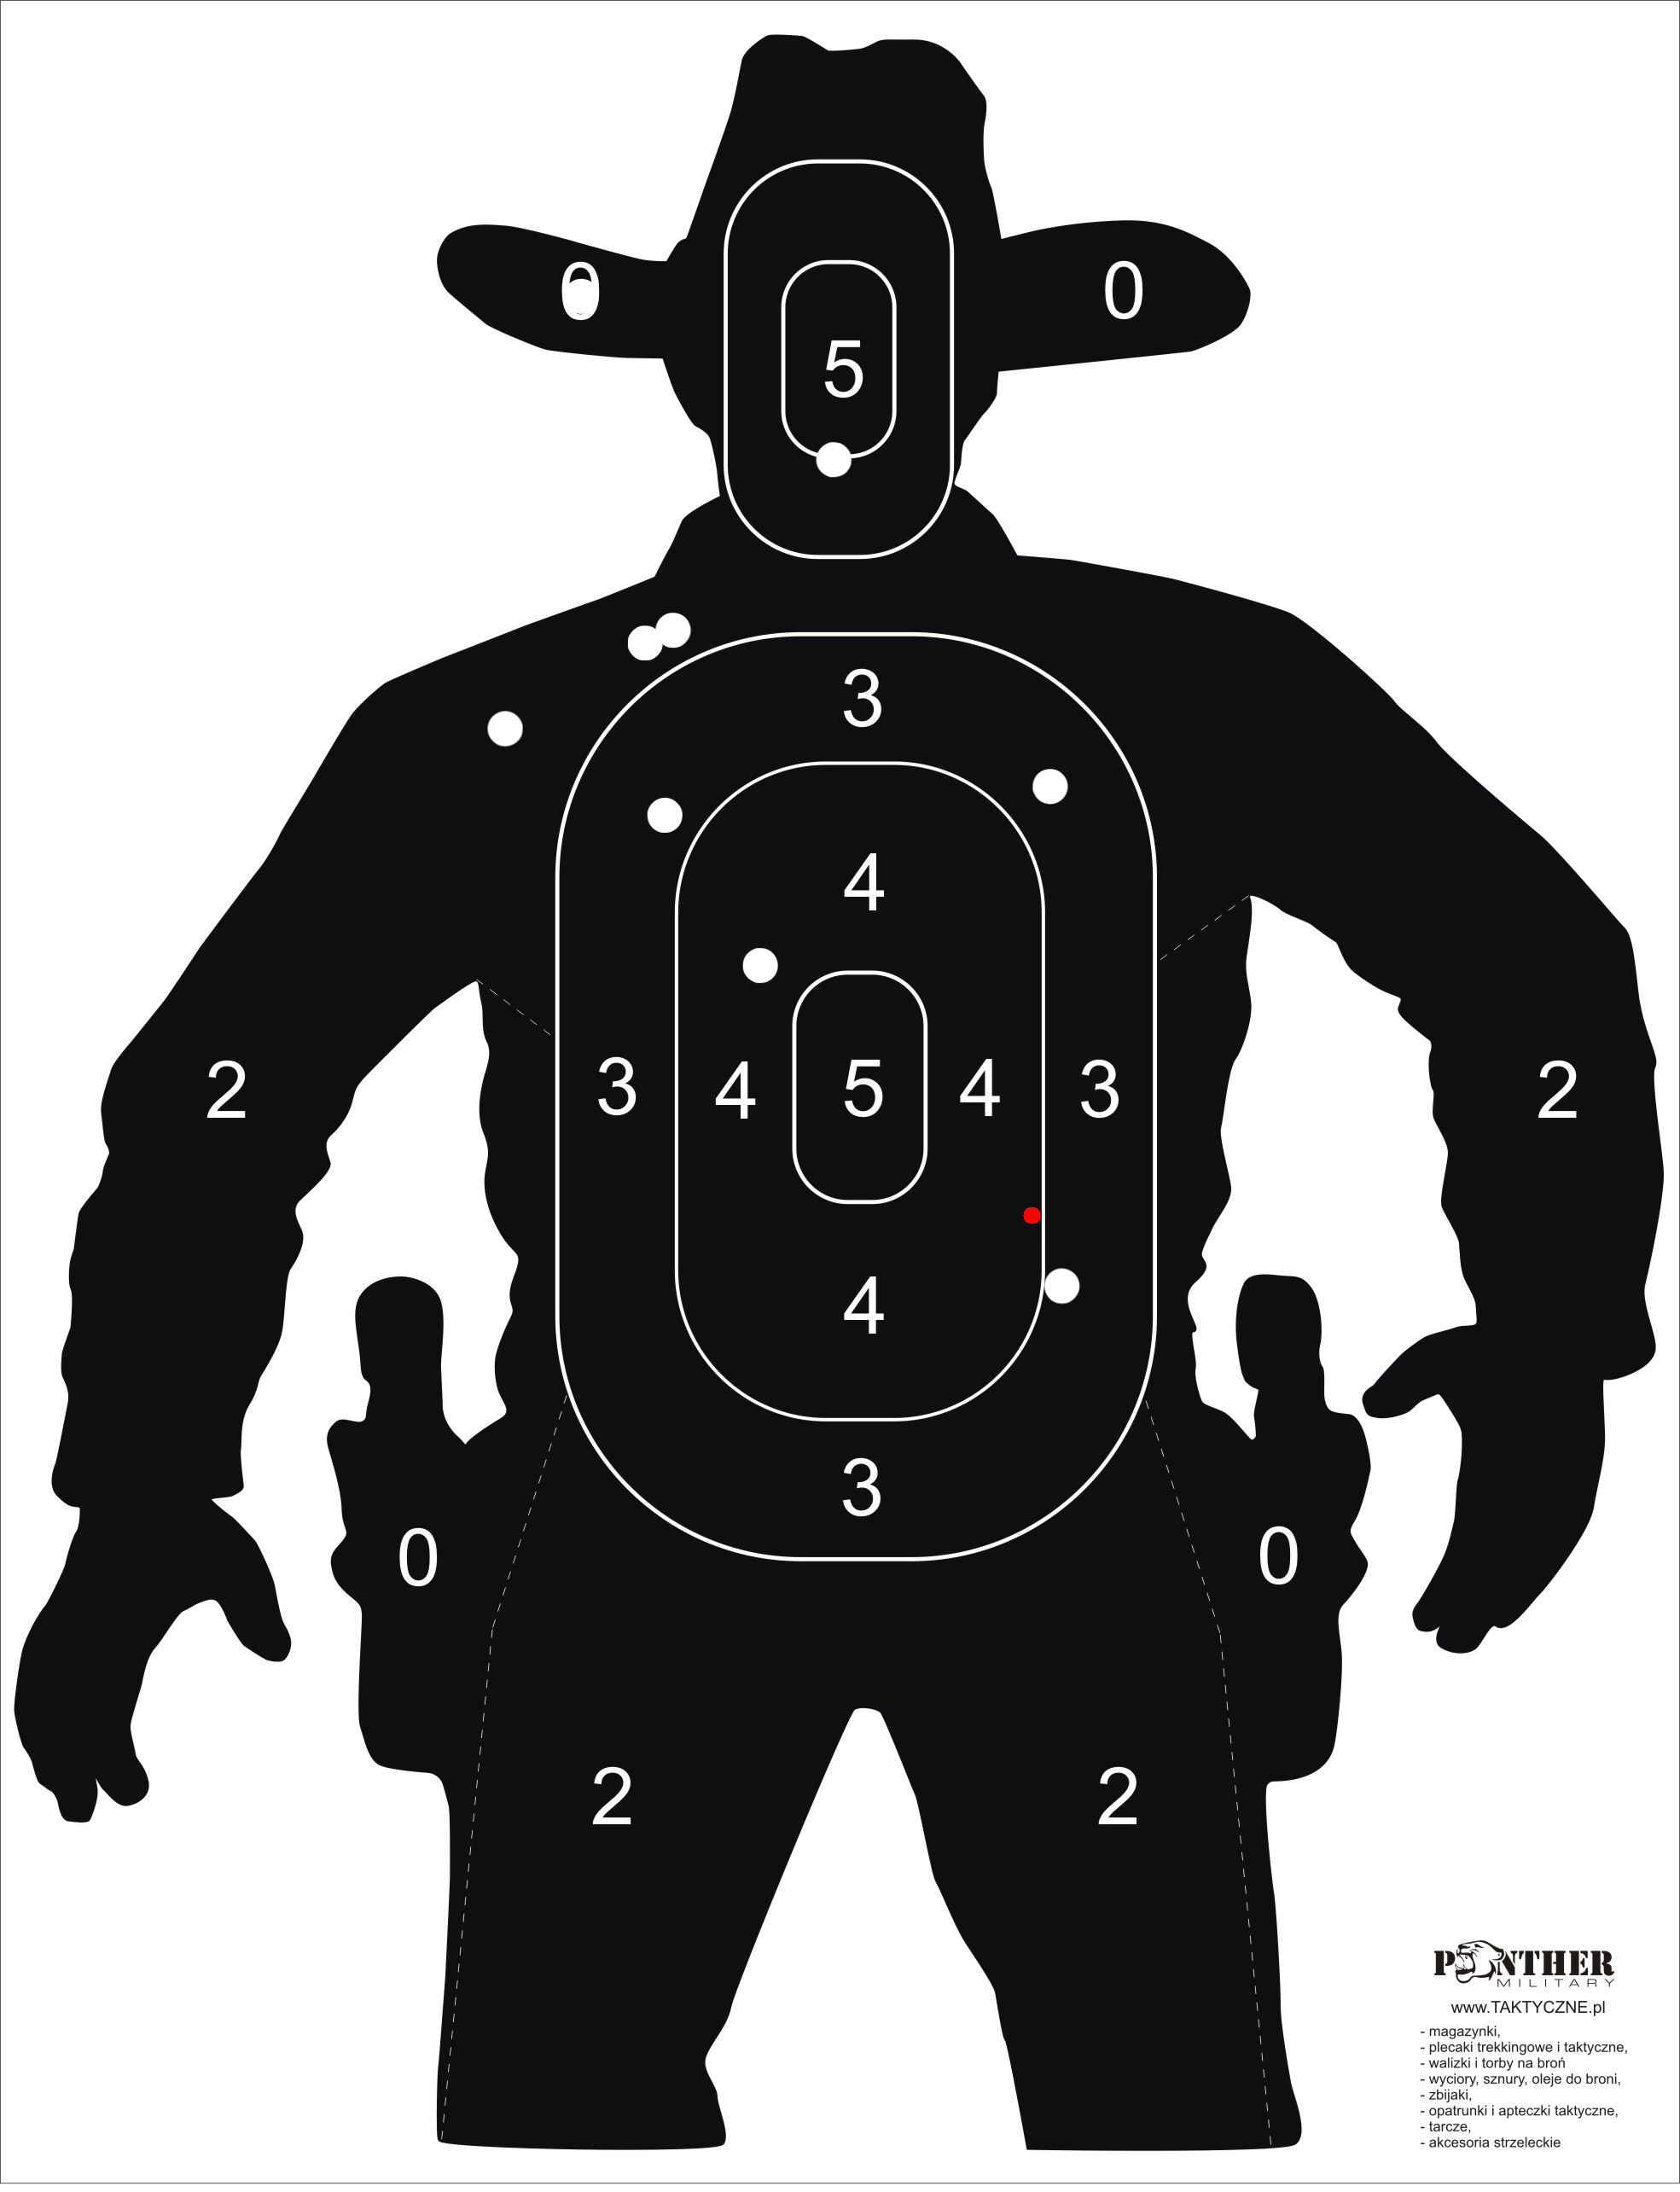 0 0
5
3
4
2 3 4 5 4 3 2
4
3
0 0
2 2
PANTHER
MILITARY
www.TAKTYCZNE.pl
- magazynki,
- plecaki trekkingowe i taktyczne,
- walizki i torby na broń
- wyciory, sznury, oleje do broni,
- zbijaki,
- opatrunki i apteczki taktyczne,
- tarcze,
- akcesoria strzeleckie